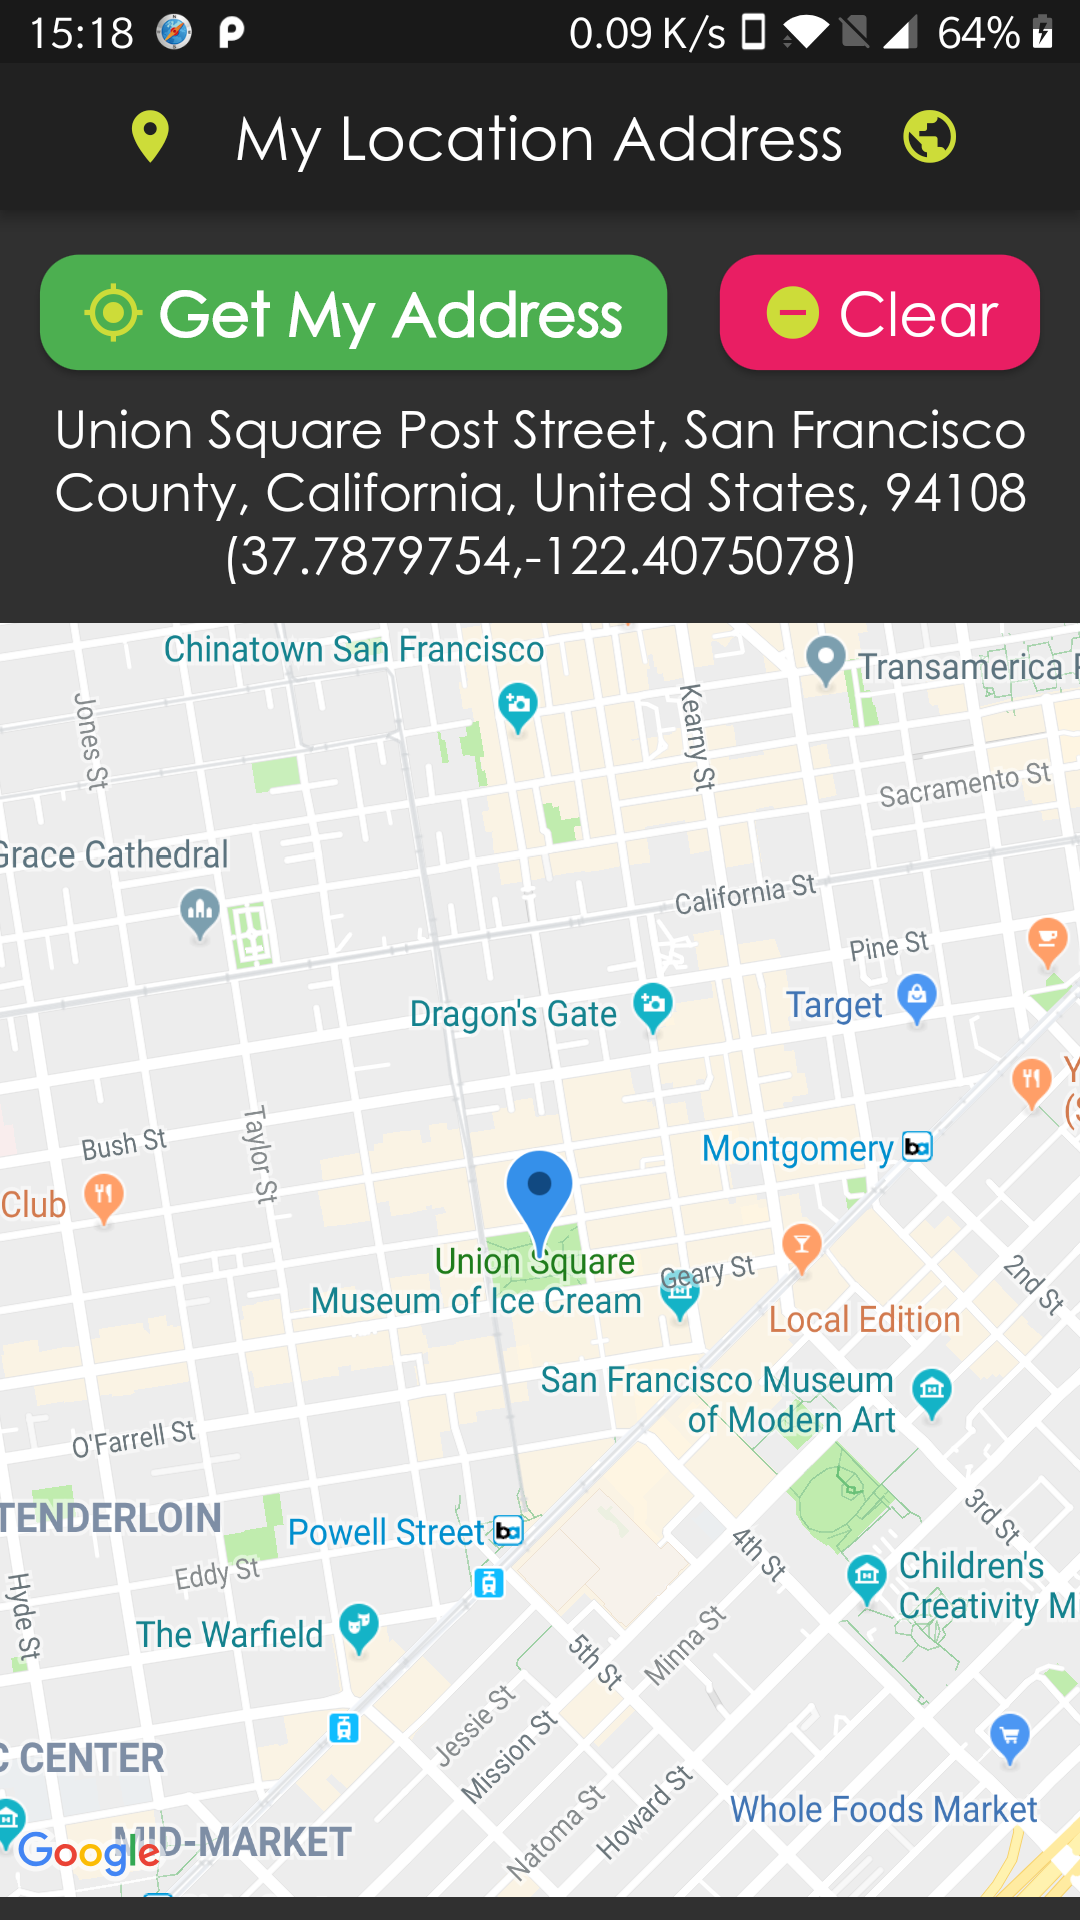 15:18 0.09 K/s 64%
My Location Address
Get My Address Clear
Union Square Post Street, San Francisco
County, California, United States, 94108
(37.7879754,-122.4075078)
Chinatown San Francisco
Transamerica
Jones St
Kearny St
Sacramento St
Grace Cathedral
California St
Pine St
Dragon's Gate
Target
Y
(S
Bush St
Taylor St
Montgomery
Club
Union Square
Geary St
Museum of Ice Cream
2nd St
Local Edition
San Francisco Museum
of Modern Art
O'Farrell St
TENDERLOIN
Powell Street
3rd St
4th St
Eddy St
Children's
Creativity M
Hyde St
The Warfield
5th St
Minna St
Jessie St
Mission St
C CENTER
Howard St
Natoma St
Whole Foods Market
MID-MARKET
Google